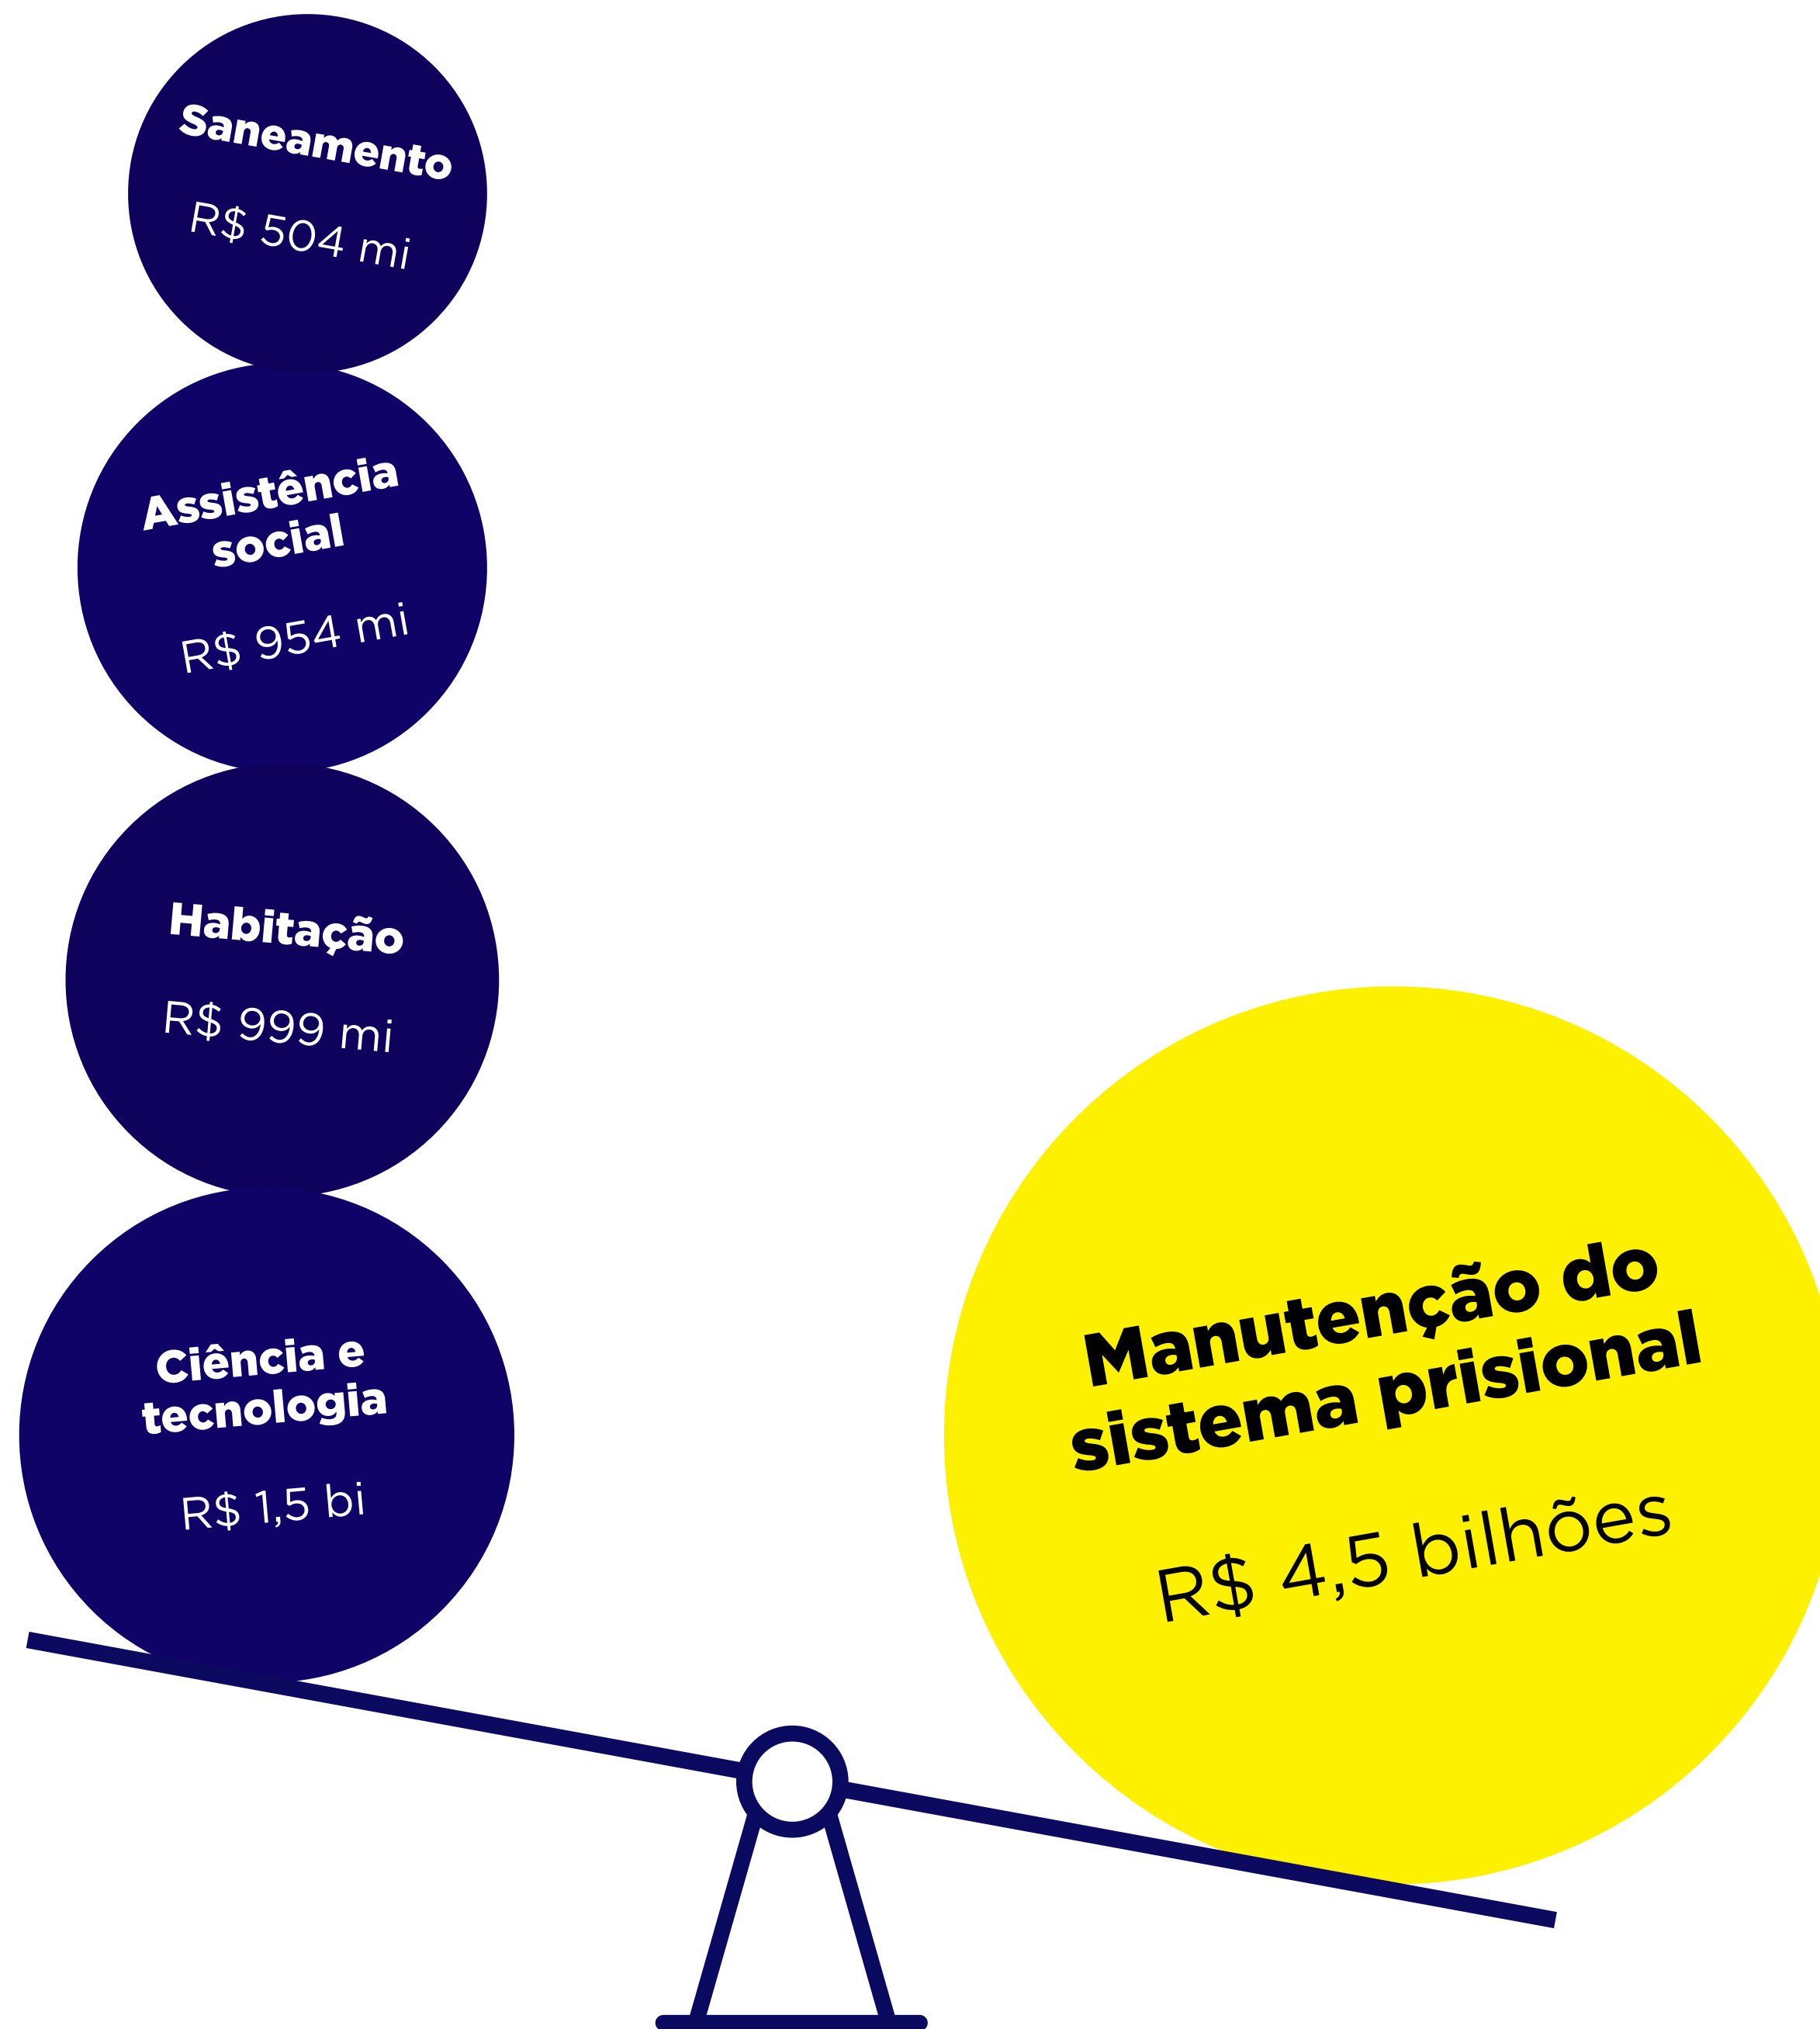 Saneamento
R$ 504 mi
Assistência
social
R$ 954 mi
Habitação
R$ 999 mi
Ciência e
tecnologia
R$ 1,5 bi
Manutenção do
sistema prisional
R$ 4,5 bilhões